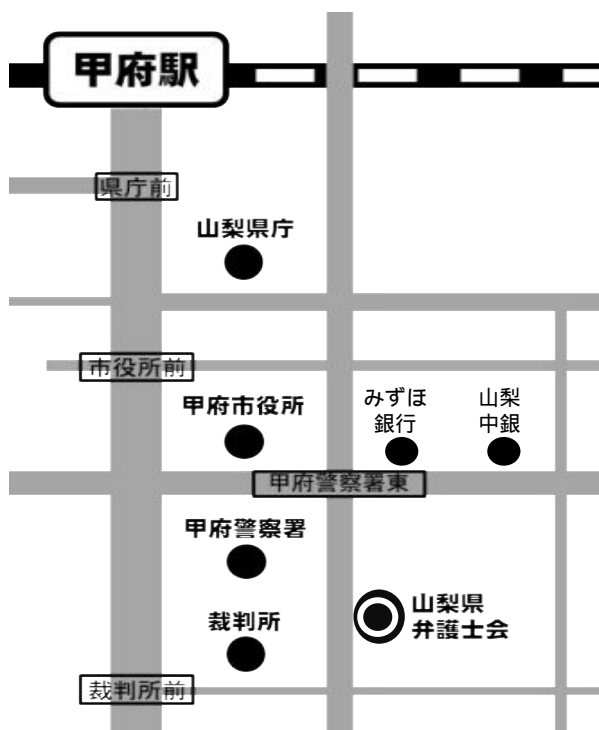 甲府駅
県庁前
山梨県庁
市役所前
甲府市役所
みずほ
銀行
山梨
中銀
甲府警察署東
甲府警察署
裁判所
山梨県
弁護士会
裁判所前